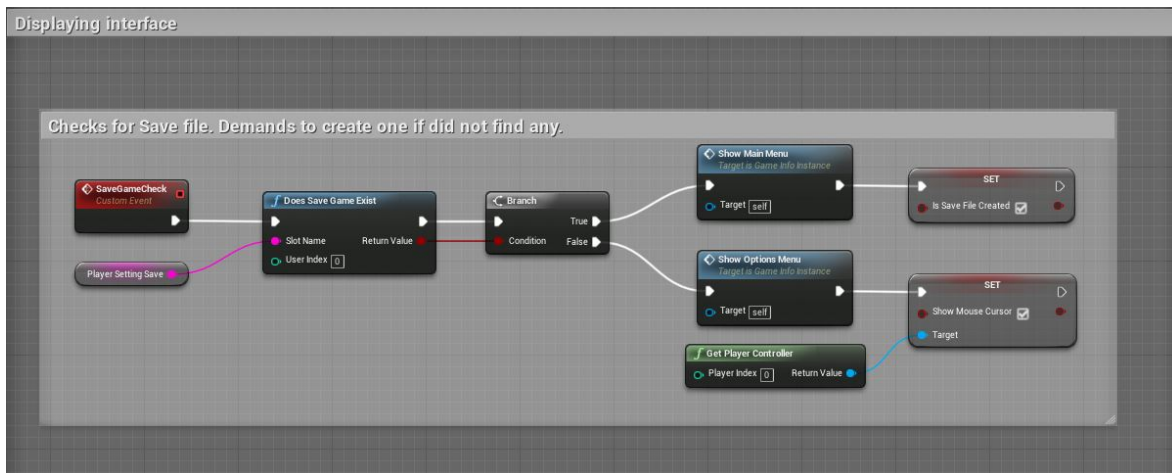 Displaying interface
Checks for Save file. Demands to create one if did not find any.
SaveGameCheck
Custom Event
Player Setting Save
Does Save Game Exist
Slot Name Return Value
User Index 0
Branch
True
Condition False
Show Main Menu
Target is Game Info Instance
Target self
SET
Is Save File Created
Show Options Menu
Target is Game Info Instance
Target self
SET
Show Mouse Cursor
Target
Get Player Controller
Player Index 0 Return Value